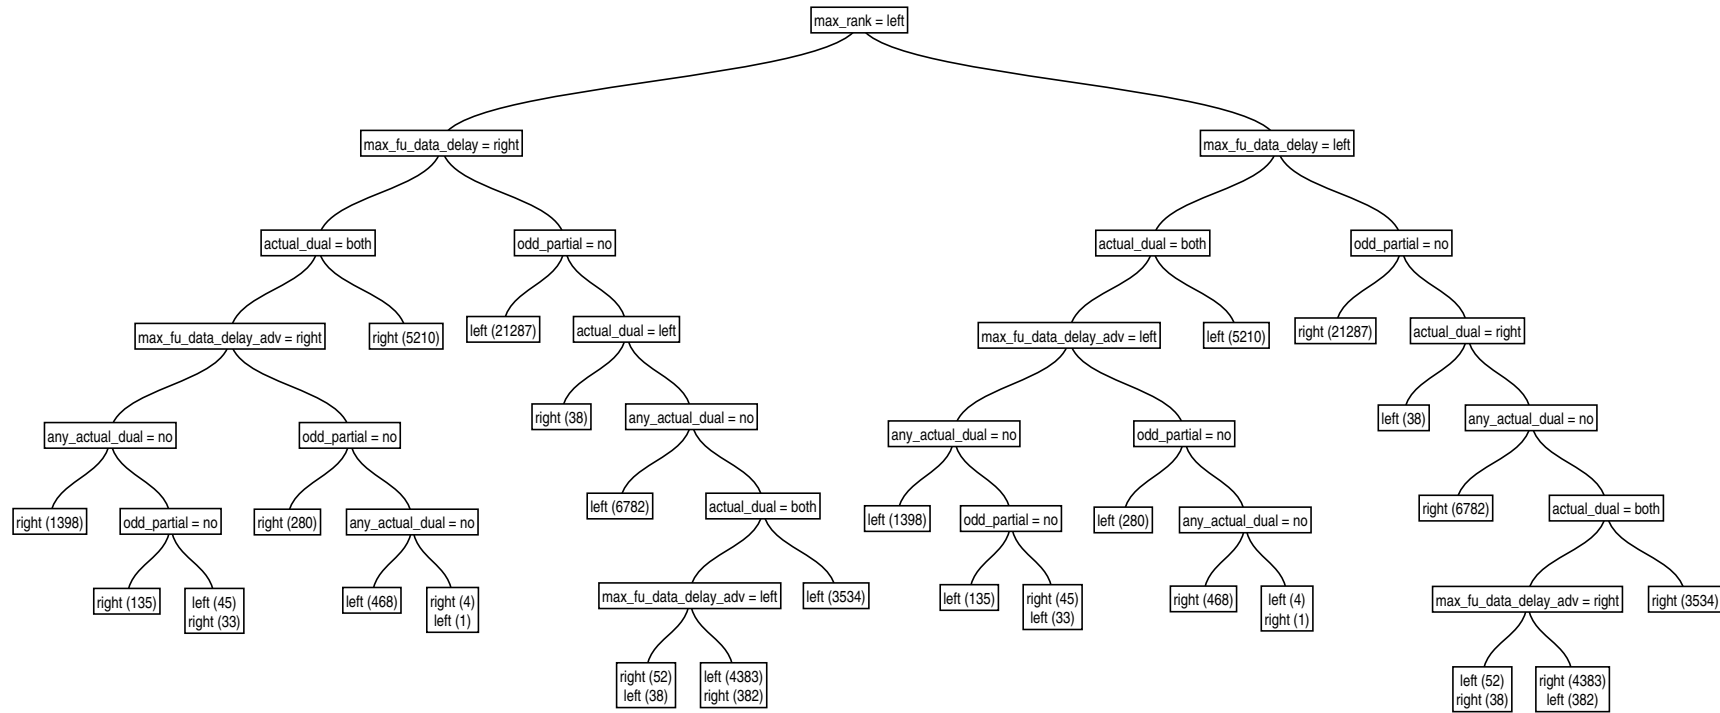 max_rank = left
max_fu_data_delay = right
max_fu_data_delay = left
actual_dual = both
odd_partial = no
actual_dual = both
odd_partial = no
max_fu_data_delay_adv = right
right (5210)
left (21287)
actual_dual = left
max_fu_data_delay_adv = left
left (5210)
right (21287)
actual_dual = right
any_actual_dual = no
odd_partial = no
right (38)
any_actual_dual = no
any_actual_dual = no
odd_partial = no
left (38)
any_actual_dual = no
right (1398)
odd_partial = no
right (280)
any_actual_dual = no
left (6782)
actual_dual = both
left (1398)
odd_partial = no
left (280)
any_actual_dual = no
right (6782)
actual_dual = both
right (135)
left (45)
right (33)
left (468)
right (4)
left (1)
max_fu_data_delay_adv = left
left (3534)
left (135)
right (45)
left (33)
right (468)
left (4)
right (1)
max_fu_data_delay_adv = right
right (3534)
right (52)
left (38)
left (4383)
right (382)
left (52)
right (38)
right (4383)
left (382)